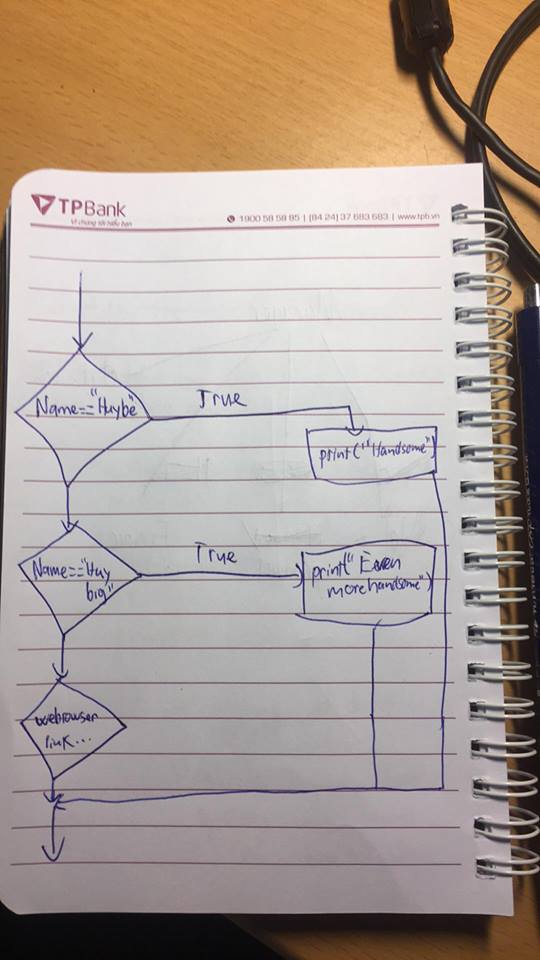 TPBank
Vì chúng tôi hiểu bạn
1900 58 58 85 | (84 24) 37 683 683 | www.tpb.vn
Name=="Huybe"
True
print(""Handsome")
Name=="Huy
big"
True
print("Even
more handsome")
webrowser
link...